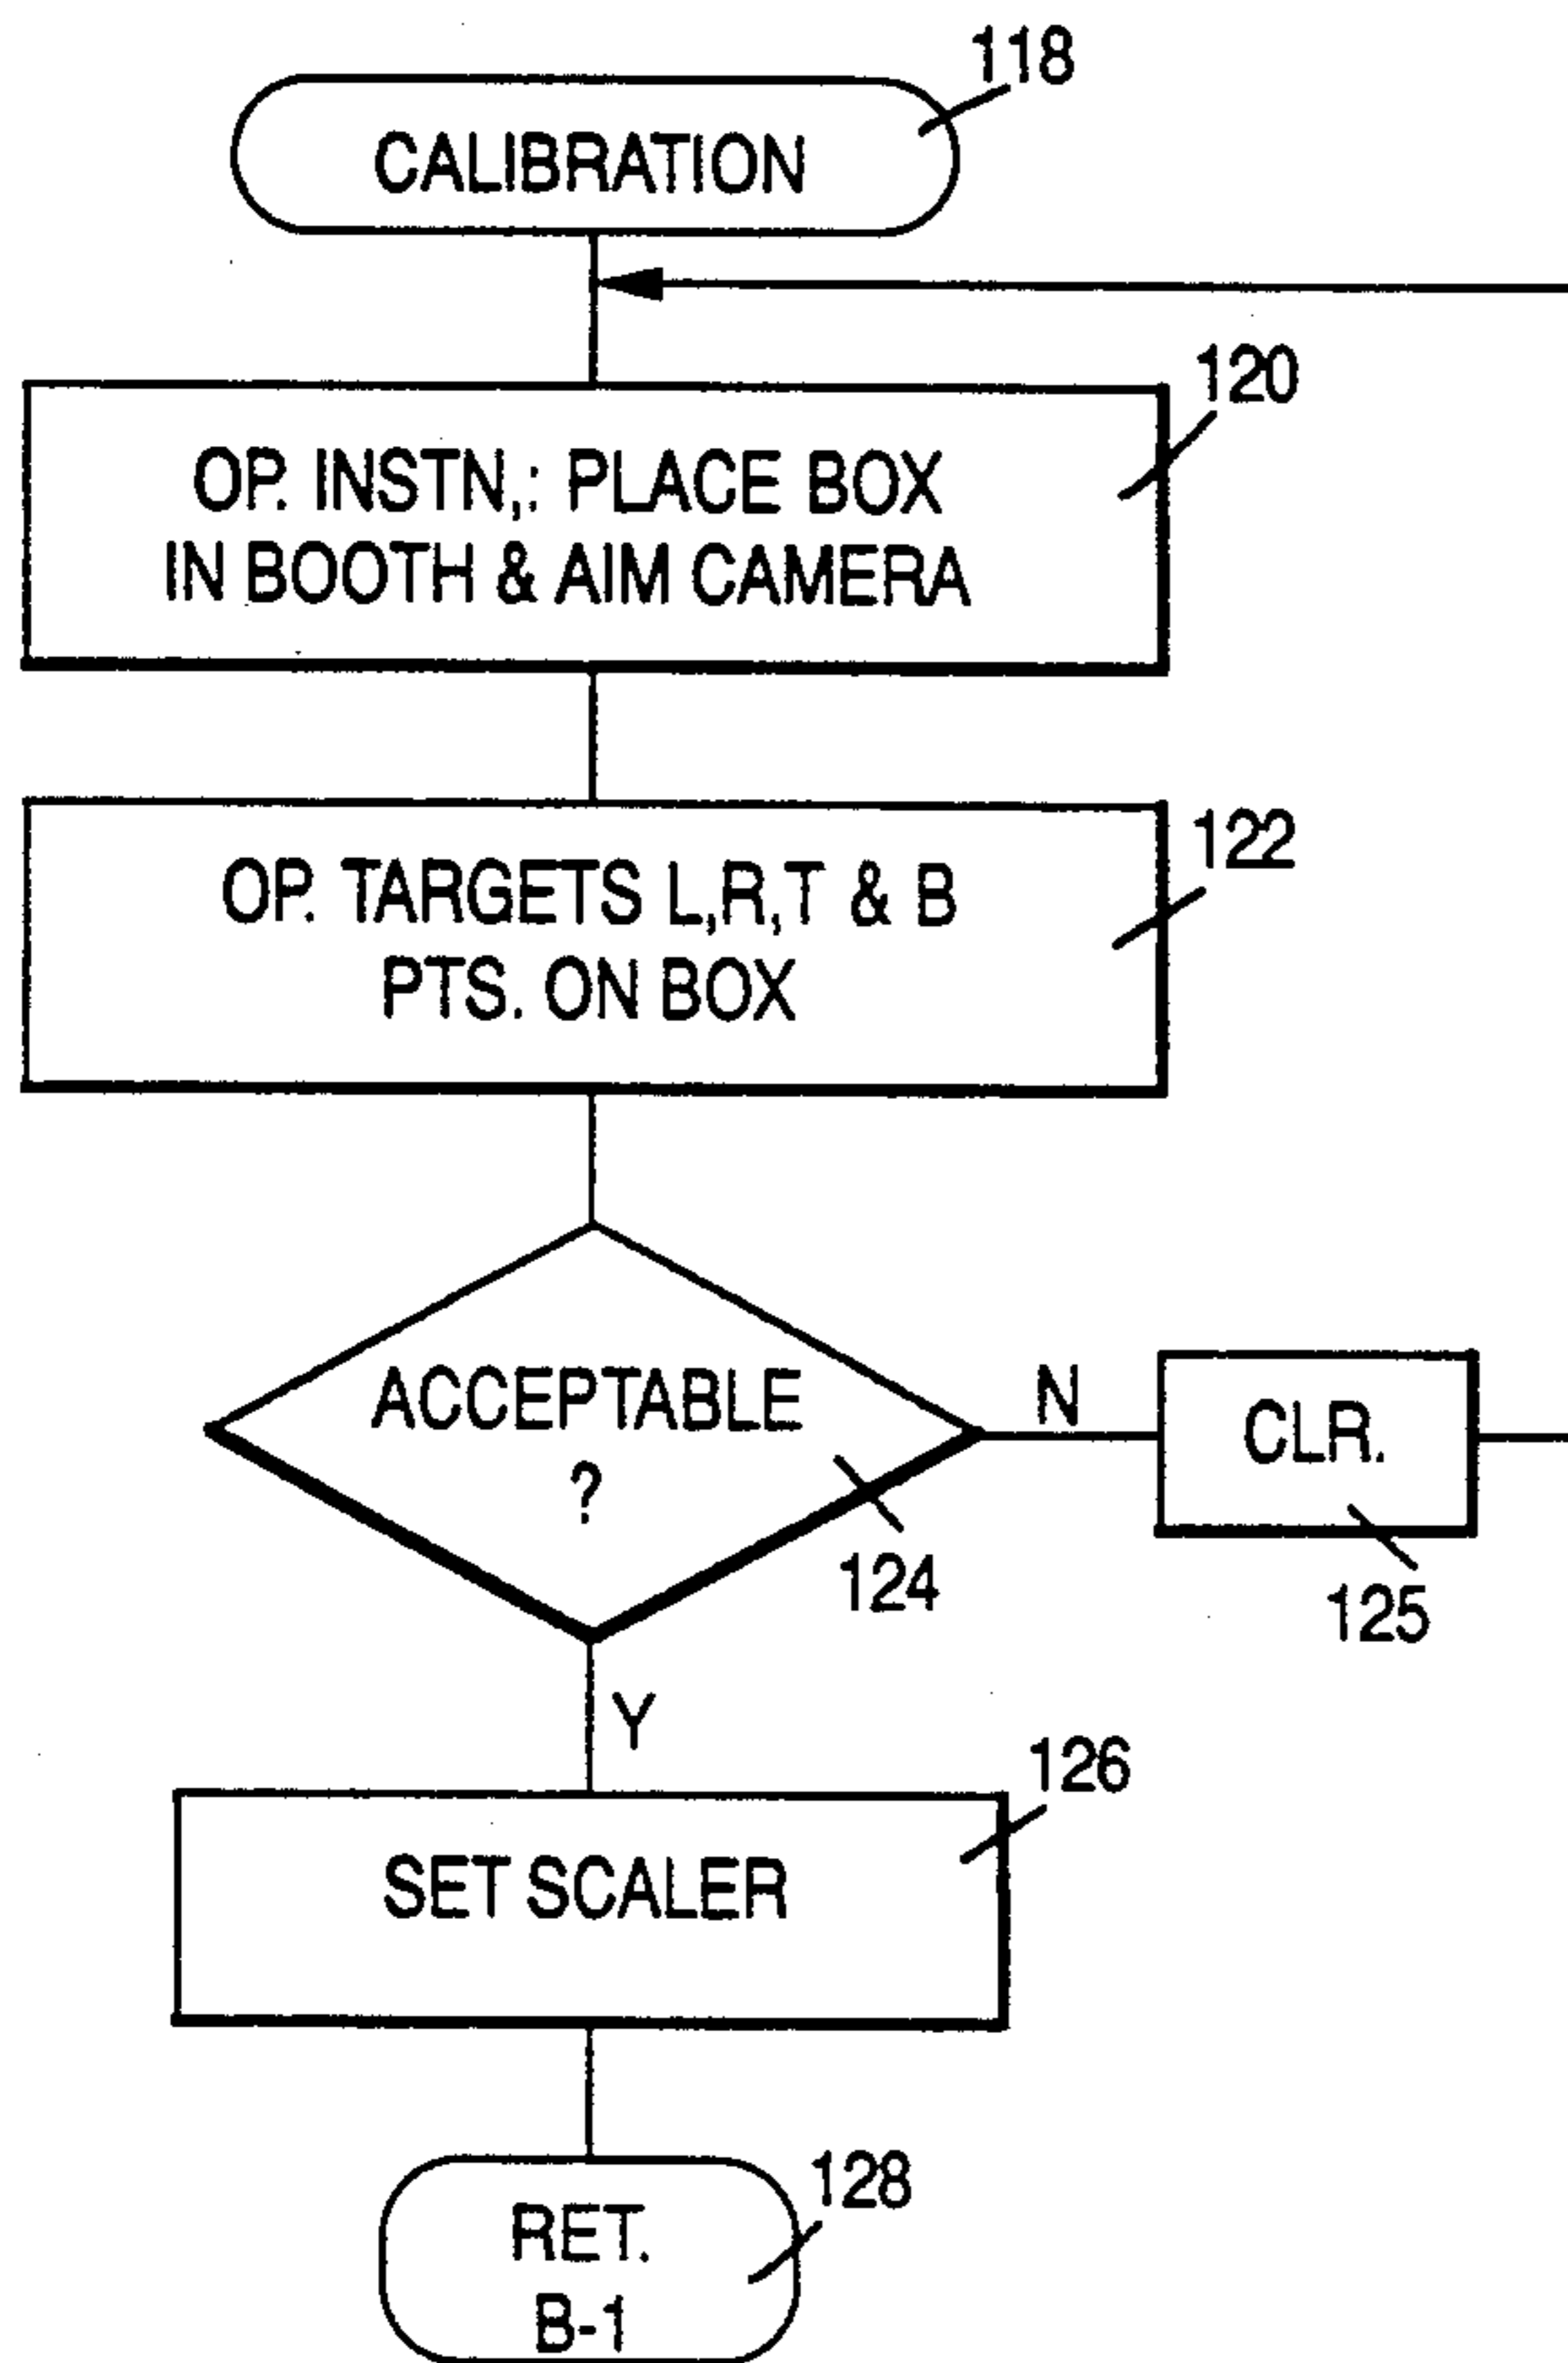 118
CALIBRATION
120
OP. INSTN,: PLACE BOX
IN BOOTH & AIM CAMERA
122
OP. TARGETS L,R,T & B
PTS. ON BOX
ACCEPTABLE
?
N
CLR.
124
125
Y
126
SET SCALER
128
RET.
B-1